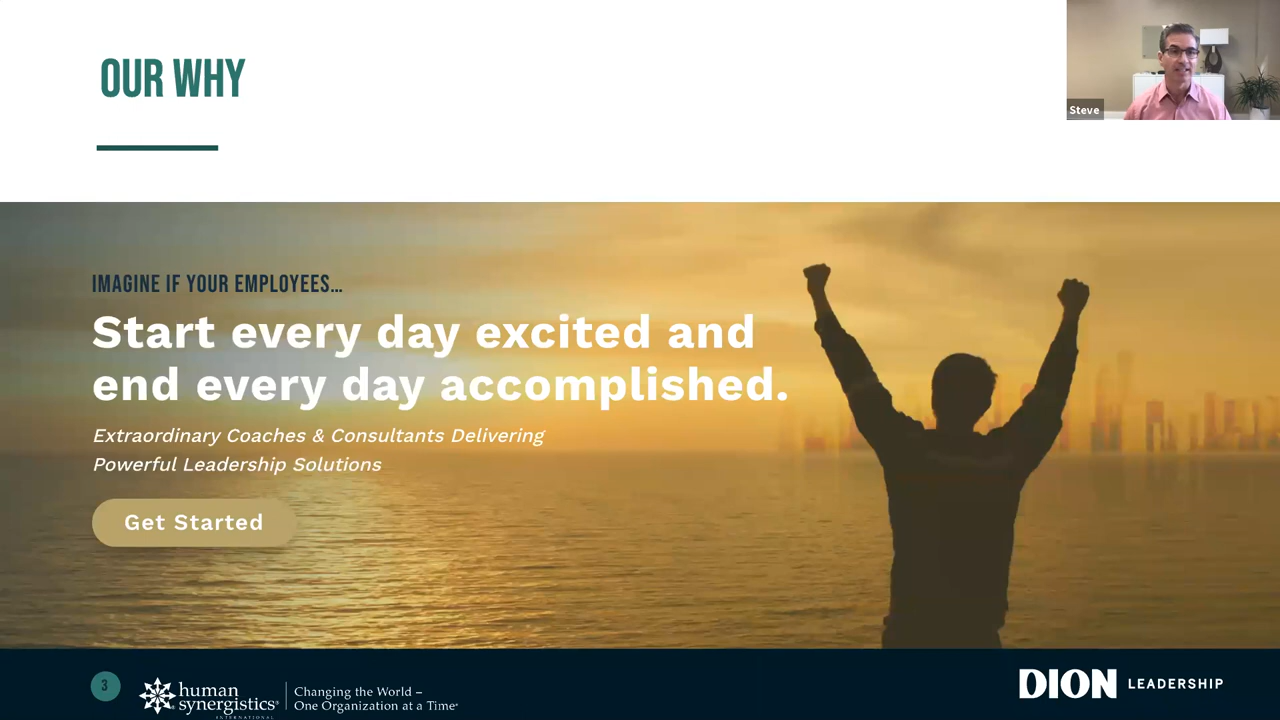 OUR WHY
Steve
IMAGINE IF YOUR EMPLOYEES…
Start every day excited and
end every day accomplished.
Extraordinary Coaches & Consultants Delivering
Powerful Leadership Solutions
Get Started
3
human
synergistics®
INTERNATIONAL
Changing the World –
One Organization at a Time®
DION LEADERSHIP